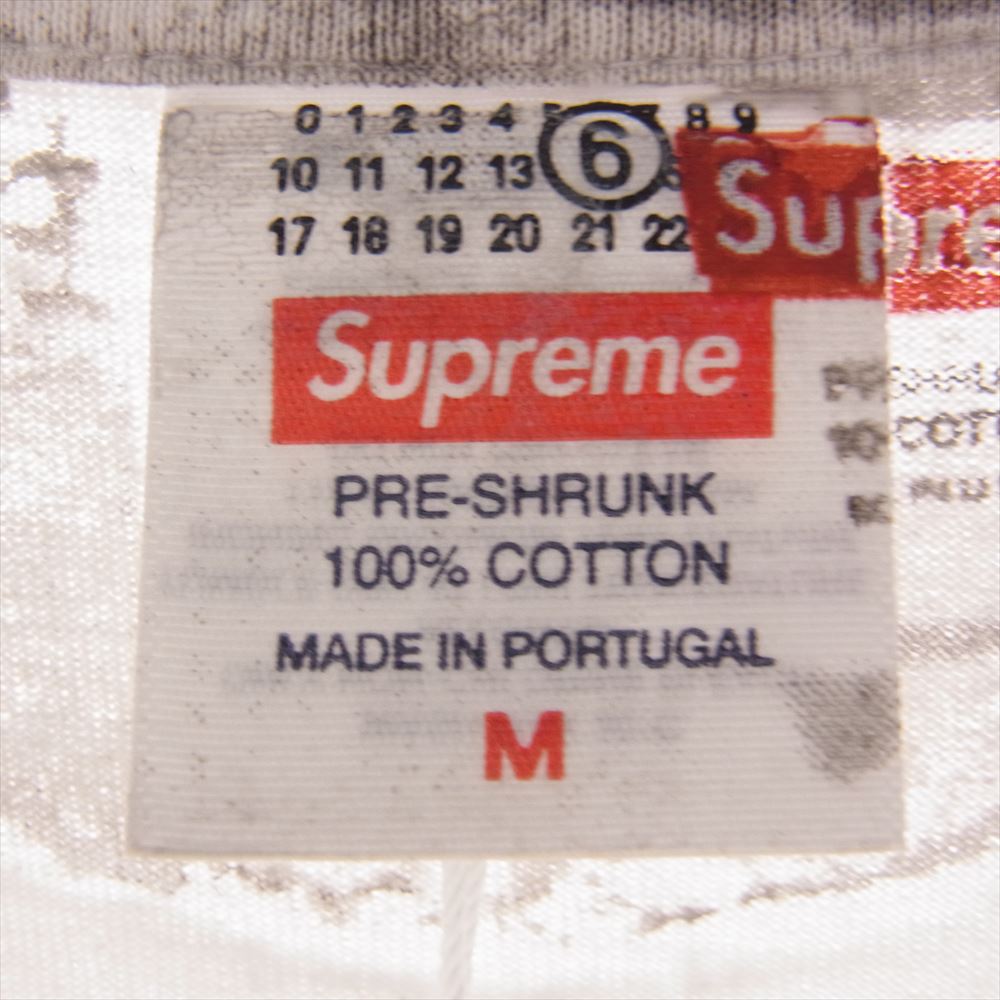 0 1 2 3 4 6 8 9
10 11 12 13
17 18 19 20 21 22
Supre
Supreme
PRE-SHRUNK
100% COTTON
MADE IN PORTUGAL
M